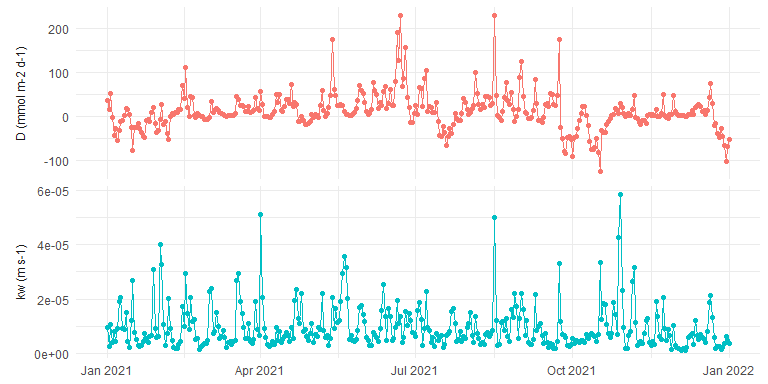 200
100
0
-100
D (mmol m-2 d-1)
6e-05
4e-05
2e-05
0e+00
kw (m s-1)
Jan 2021
Apr 2021
Jul 2021
Oct 2021
Jan 2022